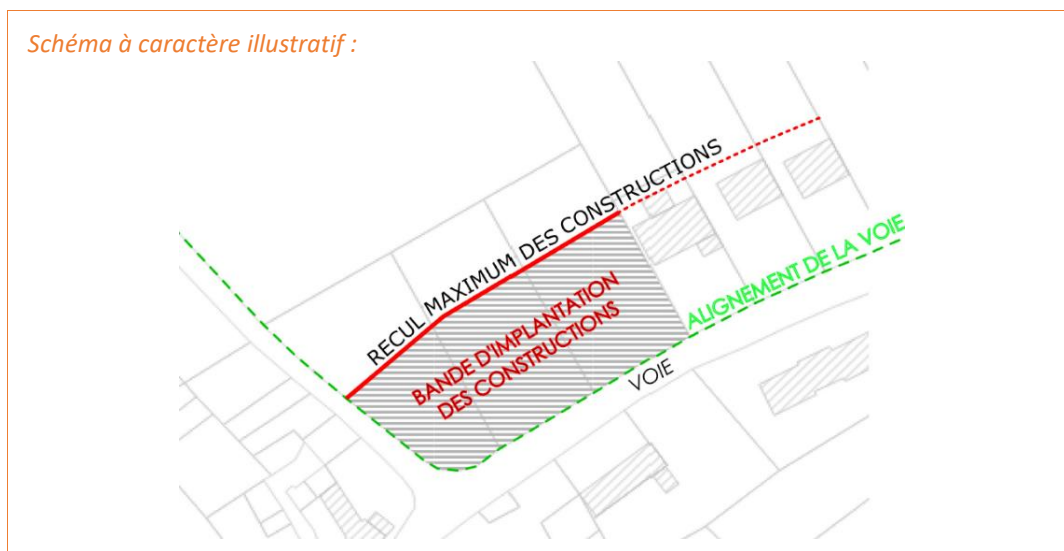 Schéma à caractère illustratif :
RECUL MAXIMUM DES CONSTRUCTIONS
ALIGNEMENT DE LA VOIE
BANDE D'IMPLANTATION
DES CONSTRUCTIONS
VOIE